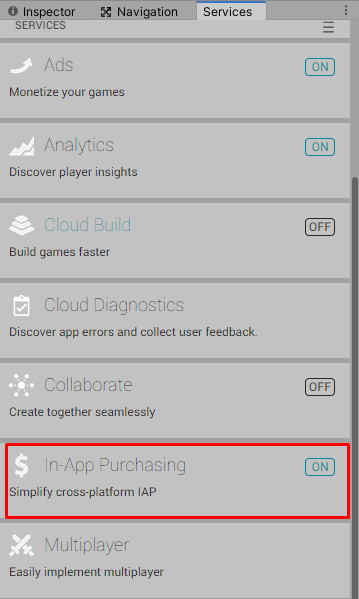 Inspector Navigation Services
SERVICES
Ads ON
Monetize your games
Analytics ON
Discover player insights
Cloud Build OFF
Build games faster
Cloud Diagnostics
Discover app errors and collect user feedback.
Collaborate OFF
Create together seamlessly
In-App Purchasing ON
Simplify cross-platform IAP
Multiplayer
Easily implement multiplayer